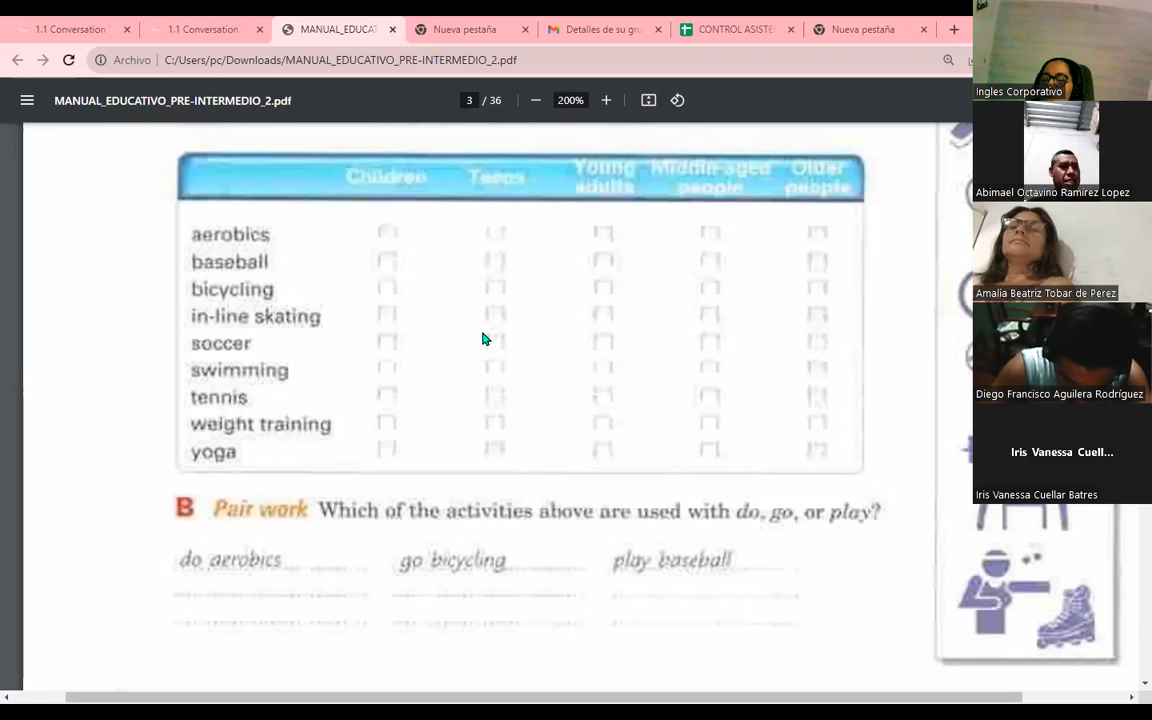 1.1 Conversation
1.1 Conversation
MANUAL_EDUCAT
Nueva pestaña
Detalles de su gru
CONTROL ASISTE
Nueva pestaña
Archivo C:/Users/pc/Downloads/MANUAL_EDUCATIVO_PRE-INTERMEDIO_2.pdf
MANUAL_EDUCATIVO_PRE-INTERMEDIO_2.pdf
3 / 36
200%
Children Teens Young adults Middle-aged people Older people
aerobics
baseball
bicycling
in-line skating
soccer
swimming
tennis
weight training
yoga
B Pair work Which of the activities above are used with do, go, or play?
do aerobics go bicycling play baseball
Ingles Corporativo
Abimael Octavino Ramirez Lopez
Amalia Beatriz Tobar de Perez
Diego Francisco Aguilera Rodríguez
Iris Vanessa Cuell...
Iris Vanessa Cuellar Batres